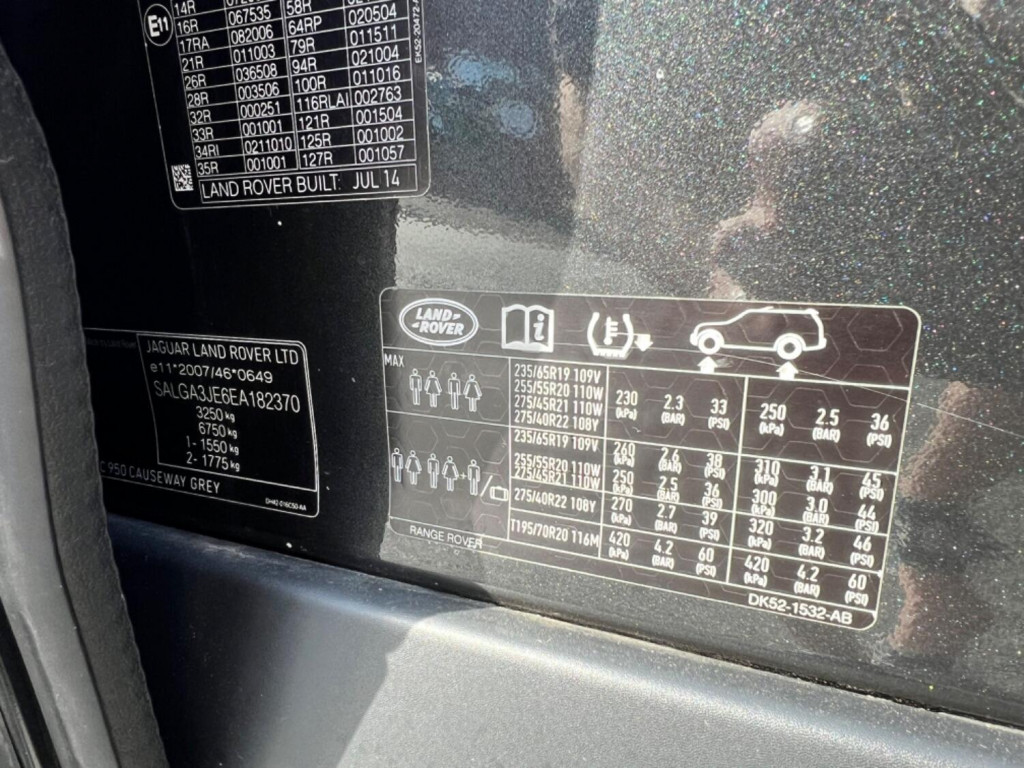 E11
14R
16R 067535 58R
17RA 082006 64RP 020504
21R 011003 79R 011511
26R 036508 94R 021004
28R 003506 100R 011016
32R 000251 116RLAI 002763
33R 001001 121R 001504
34RI 0211010 125R 001002
35R 001001 127R 001057
LAND ROVER BUILT: JUL 14
JAGUAR LAND ROVER LTD
e11*2007/46*0649
SALGA3JE6EA182370
3250 kg
6750 kg
1- 1550 kg
2- 1775 kg
C 950 CAUSEWAY GREY
LAND-
-ROVER
i
MAX
235/65R19 109V
255/55R20 110W
275/45R21 110W
275/40R22 108Y
230 (kPa) 2.3 (BAR) 33 (PSI) 250 (kPa) 2.5 (BAR) 36 (PSI)
235/65R19 109V 260 (kPa) 2.6 (BAR) 38 (PSI) 310 (kPa) 3.1 (BAR) 45 (PSI)
255/55R20 110W
275/45R21 110W
250 (kPa) 2.5 (BAR) 36 (PSI) 300 (kPa) 3.0 (BAR) 44 (PSI)
275/40R22 108Y 270 (kPa) 2.7 (BAR) 39 (PSI) 320 (kPa) 3.2 (BAR) 46 (PSI)
T195/70R20 116M 420 (kPa) 4.2 (BAR) 60 (PSI) 420 (kPa) 4.2 (BAR) 60 (PSI)
RANGE ROVER
DK52-1532-AB